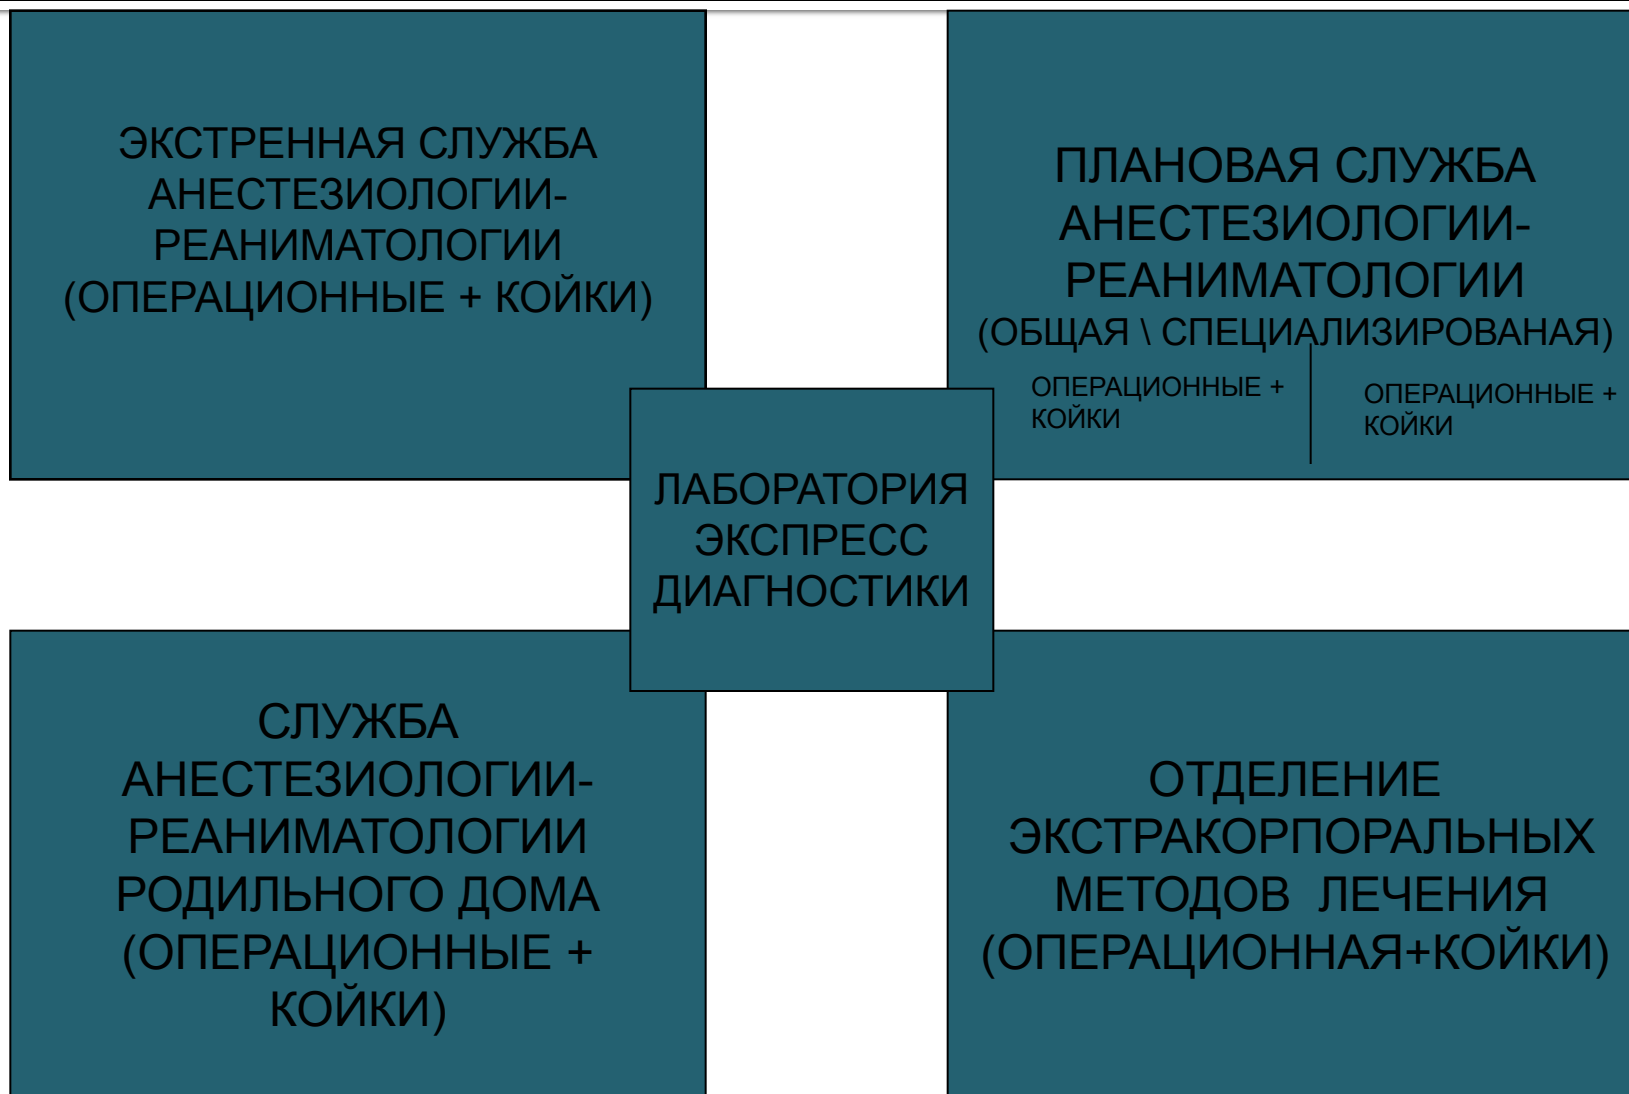 ЭКСТРЕННАЯ СЛУЖБА
АНЕСТЕЗИОЛОГИИ-
РЕАНИМАТОЛОГИИ
(ОПЕРАЦИОННЫЕ + КОЙКИ)
ПЛАНОВАЯ СЛУЖБА
АНЕСТЕЗИОЛОГИИ-
РЕАНИМАТОЛОГИИ
(ОБЩАЯ \ СПЕЦИАЛИЗИРОВАНАЯ)
ОПЕРАЦИОННЫЕ +
КОЙКИ
ОПЕРАЦИОННЫЕ +
КОЙКИ
ЛАБОРАТОРИЯ
ЭКСПРЕСС
ДИАГНОСТИКИ
СЛУЖБА
АНЕСТЕЗИОЛОГИИ-
РЕАНИМАТОЛОГИИ
РОДИЛЬНОГО ДОМА
(ОПЕРАЦИОННЫЕ +
КОЙКИ)
ОТДЕЛЕНИЕ
ЭКСТРАКОРПОРАЛЬНЫХ
МЕТОДОВ  ЛЕЧЕНИЯ
(ОПЕРАЦИОННАЯ+КОЙКИ)